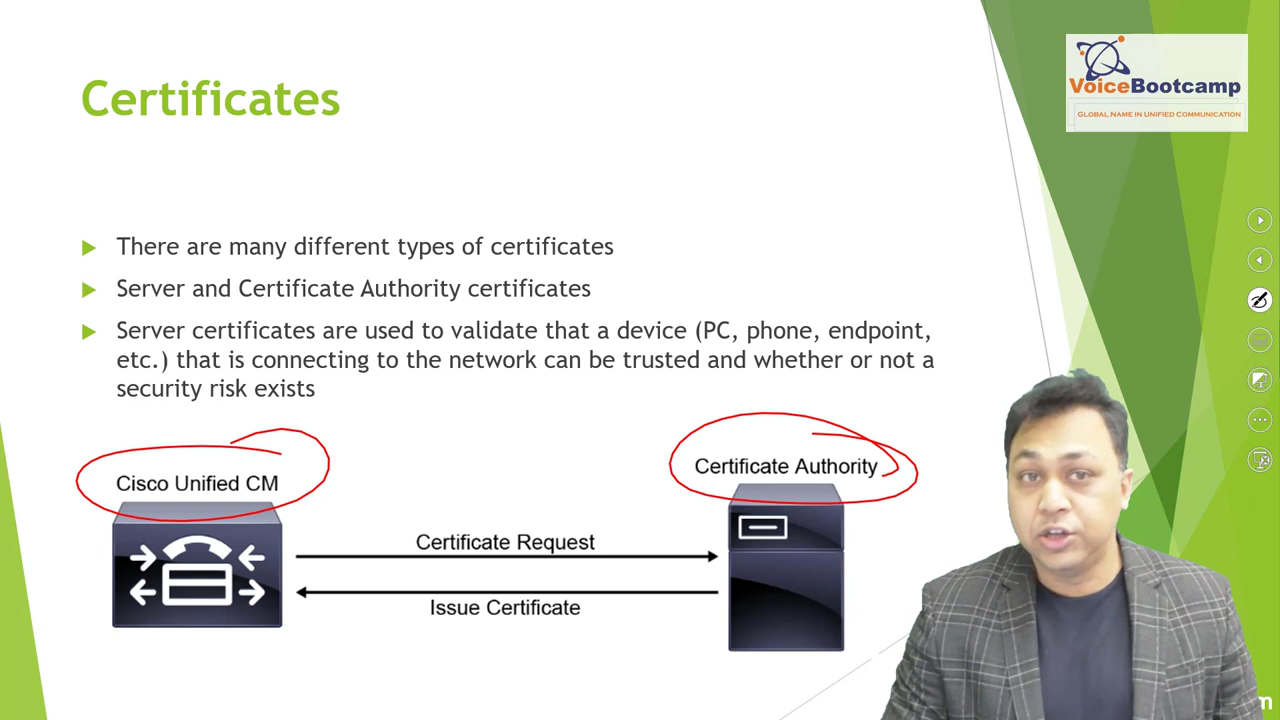 Certificates
VoiceBootcamp
GLOBAL NAME IN UNIFIED COMMUNICATION
There are many different types of certificates
Server and Certificate Authority certificates
Server certificates are used to validate that a device (PC, phone, endpoint,
etc.) that is connecting to the network can be trusted and whether or not a
security risk exists
Cisco Unified CM
Certificate Authority
Certificate Request
Issue Certificate
m